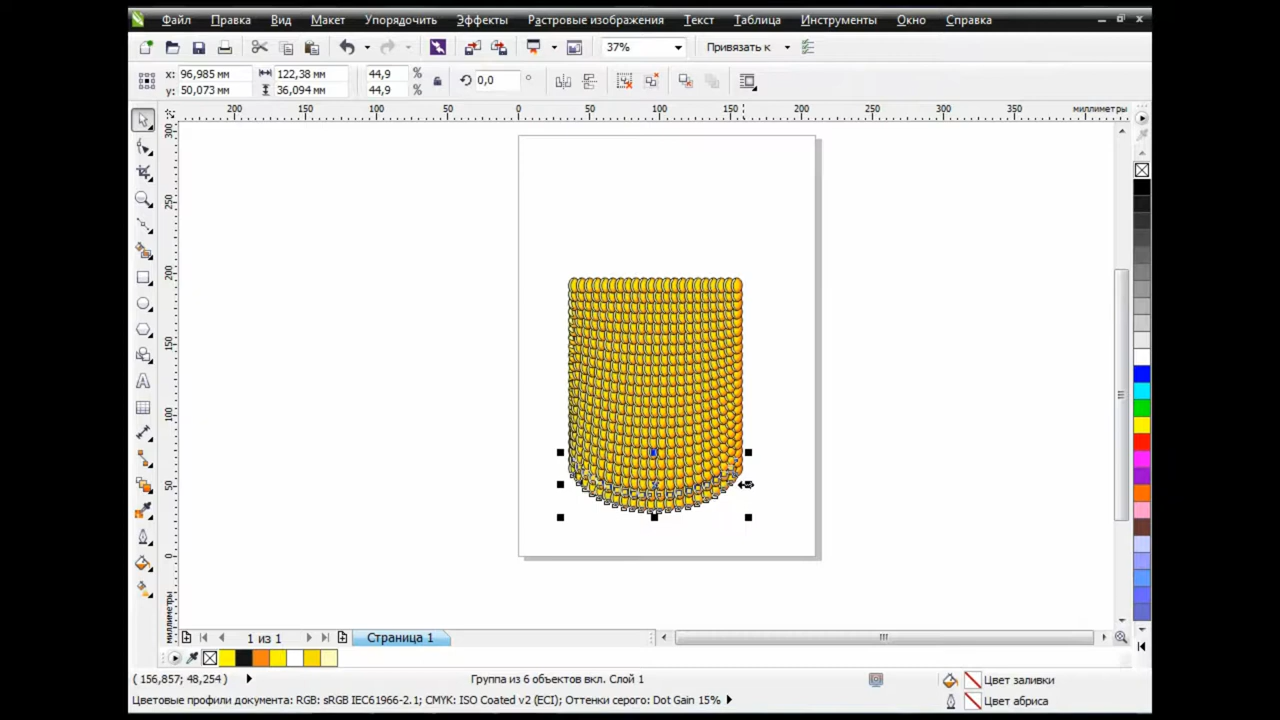 Файл Правка Вид Макет Упорядочить Эффекты Растровые изображения Текст Таблица Инструменты Окно Справка
37% Привязать к
x: 96,985 мм 122,38 мм 44,9 %
y: 50,073 мм 36,094 мм 44,9 %
0,0 °
200 150 100 50 0 50 100 150 200 250 300 350 миллиметры
300
250
200
150
100
50
0
миллиметры
1 из 1 Страница 1
( 156,857; 48,254 ) Группа из 6 объектов вкл. Слой 1 Цвет заливки
Цветовые профили документа: RGB: sRGB IEC61966-2.1; CMYK: ISO Coated v2 (ECI); Оттенки серого: Dot Gain 15% Цвет абриса